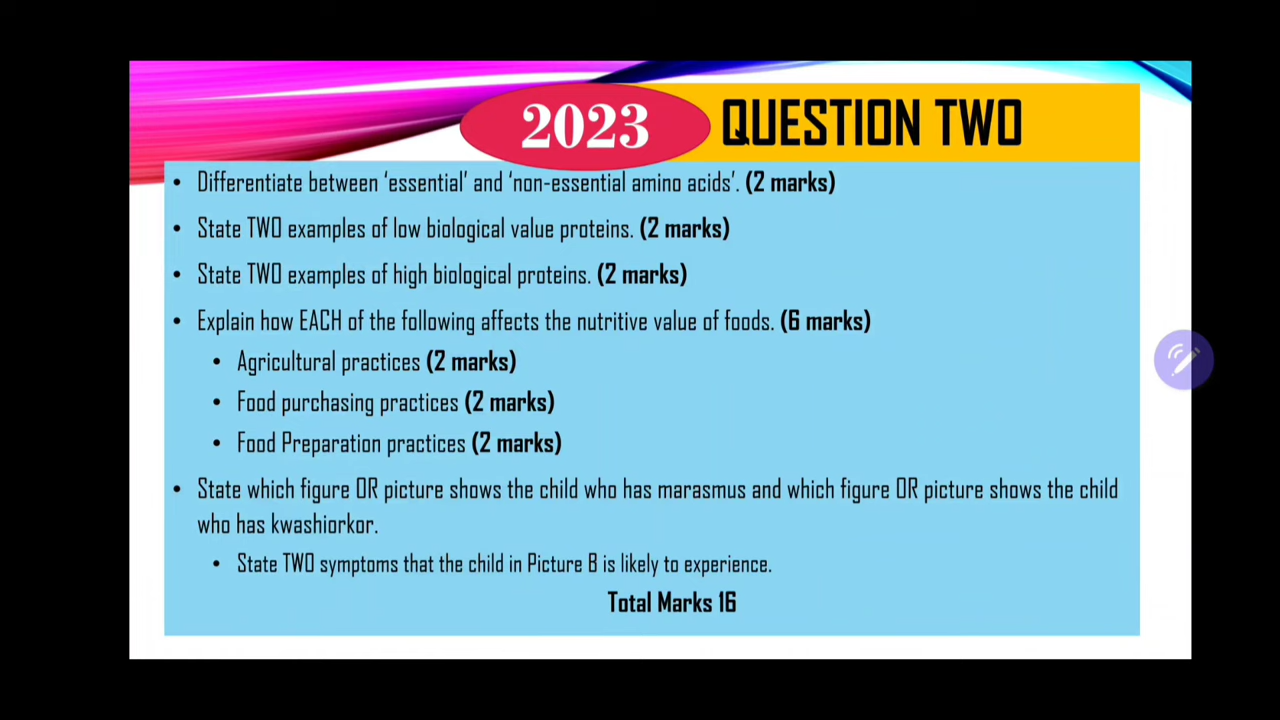 2023 QUESTION TWO
• Differentiate between 'essential' and 'non-essential amino acids'. (2 marks)
• State TWO examples of low biological value proteins. (2 marks)
• State TWO examples of high biological proteins. (2 marks)
• Explain how EACH of the following affects the nutritive value of foods. (6 marks)
• Agricultural practices (2 marks)
• Food purchasing practices (2 marks)
• Food Preparation practices (2 marks)
• State which figure OR picture shows the child who has marasmus and which figure OR picture shows the child
who has kwashiorkor.
• State TWO symptoms that the child in Picture B is likely to experience.
Total Marks 16